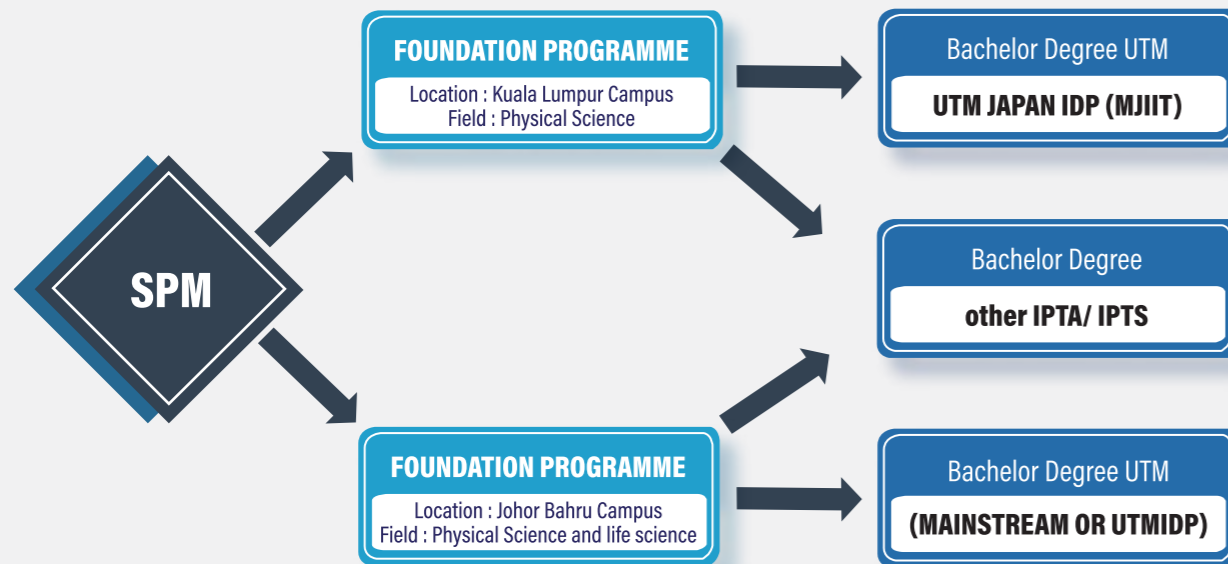 SPM
FOUNDATION PROGRAMME
Location : Kuala Lumpur Campus
Field : Physical Science
FOUNDATION PROGRAMME
Location : Johor Bahru Campus
Field : Physical Science and life science
Bachelor Degree UTM
UTM JAPAN IDP (MJIIT)
Bachelor Degree
other IPTA/ IPTS
Bachelor Degree UTM
(MAINSTREAM OR UTMIDP)